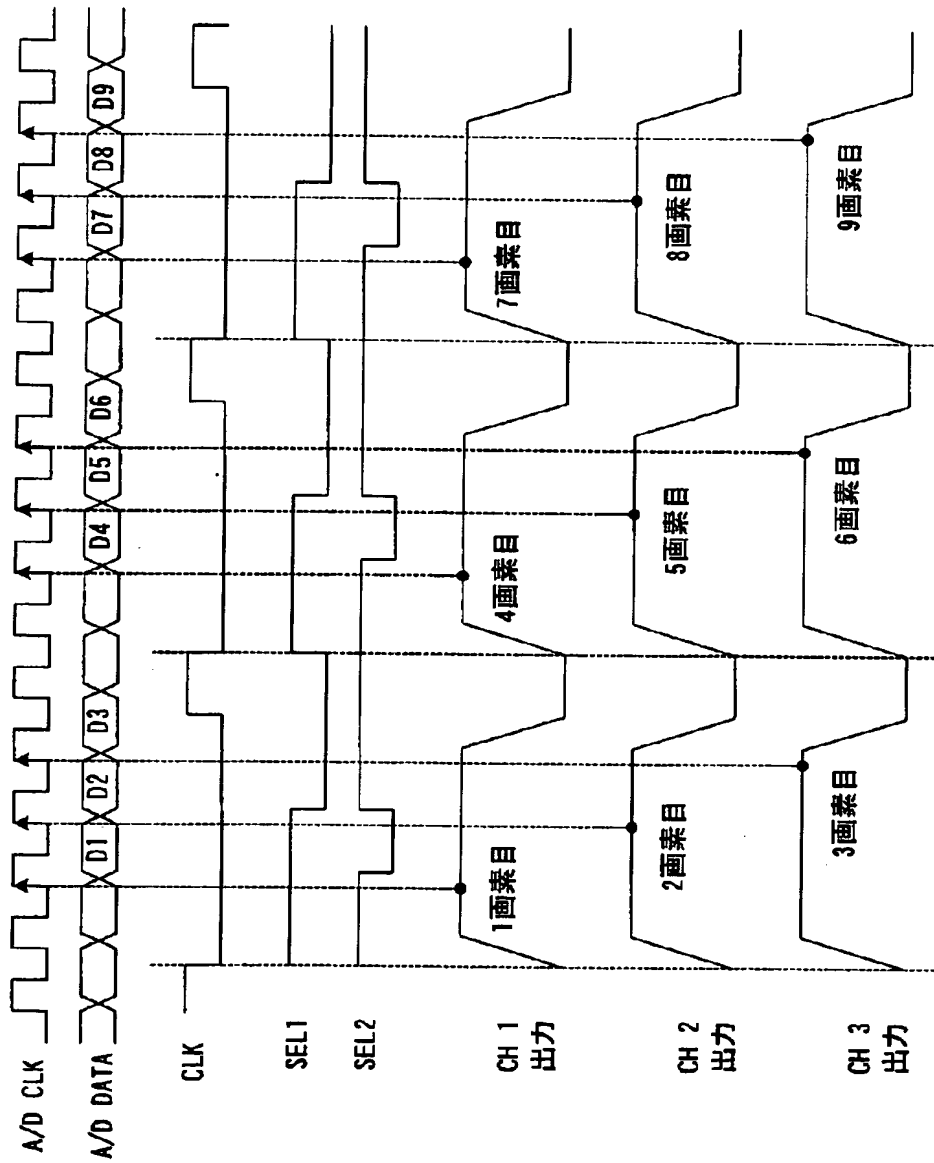 A/D CLK
A/D DATA
D1
D2
D3
D4
D5
D6
D7
D8
D9
CLK
SEL1
SEL2
CH 1
出力
1画素目
4画素目
7画素目
CH 2
出力
2画素目
5画素目
8画素目
CH 3
出力
3画素目
6画素目
9画素目